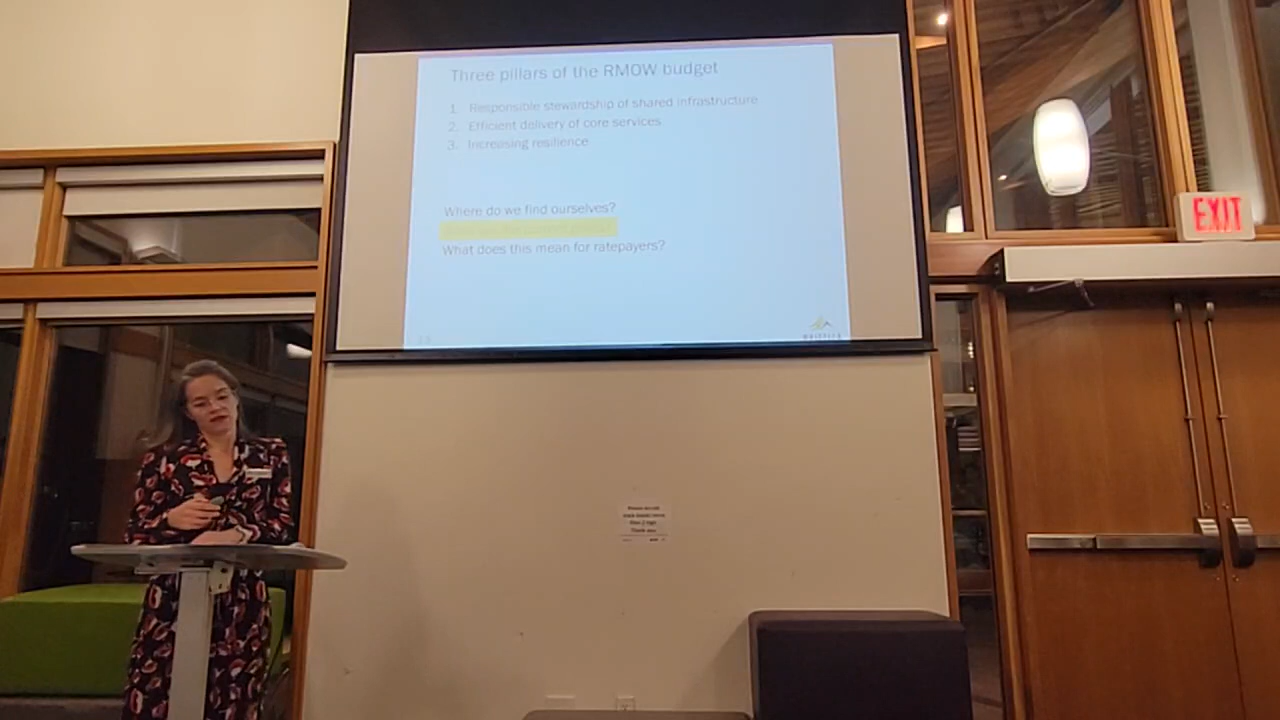 Three pillars of the RMOW budget
1. Responsible stewardship of shared infrastructure
2. Efficient delivery of core services
3. Increasing resilience
Where do we find ourselves?
What does this mean for ratepayers?
WHISTLER
EXIT